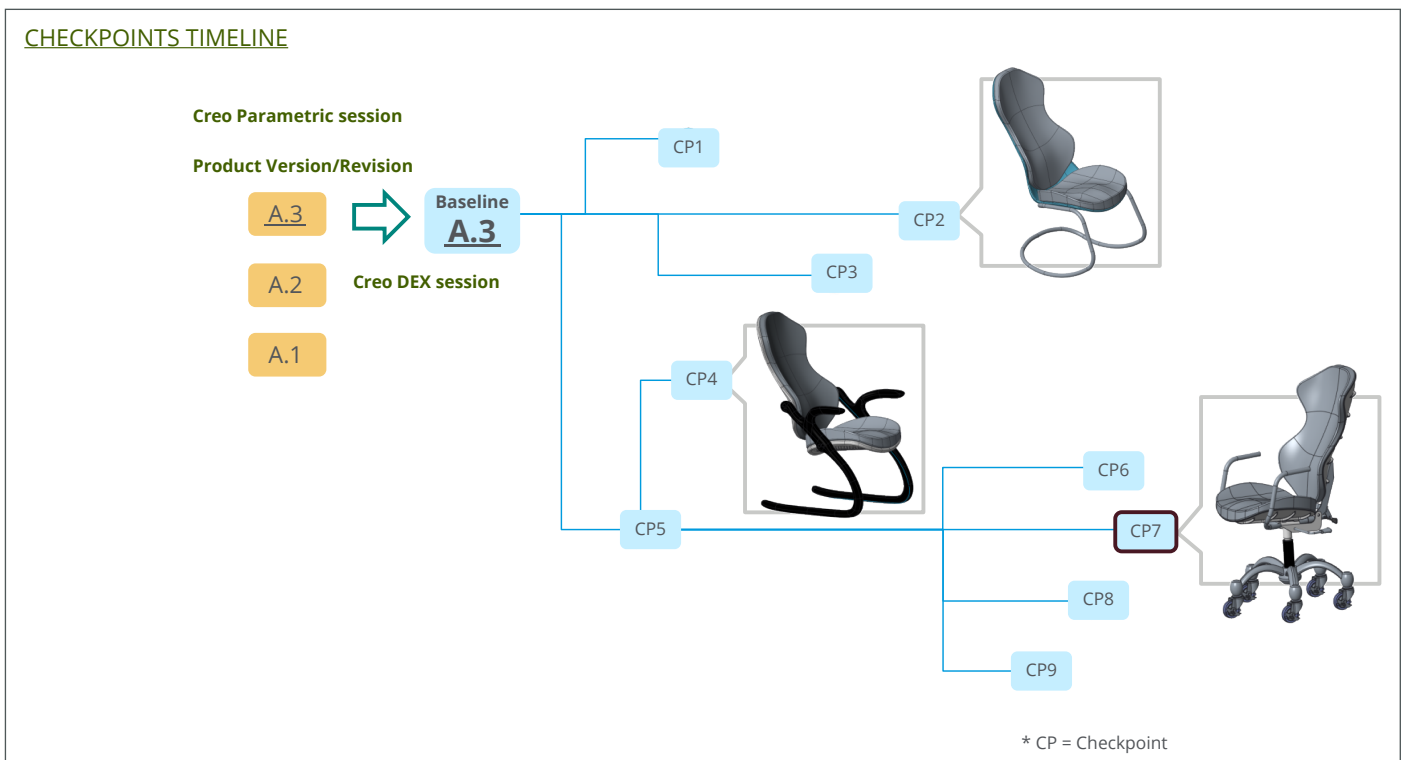 CHECKPOINTS TIMELINE
Creo Parametric session
Product Version/Revision
A.3
A.2
A.1
Baseline
A.3
Creo DEX session
CP1
CP2
CP3
CP4
CP5
CP6
CP7
CP8
CP9
* CP = Checkpoint